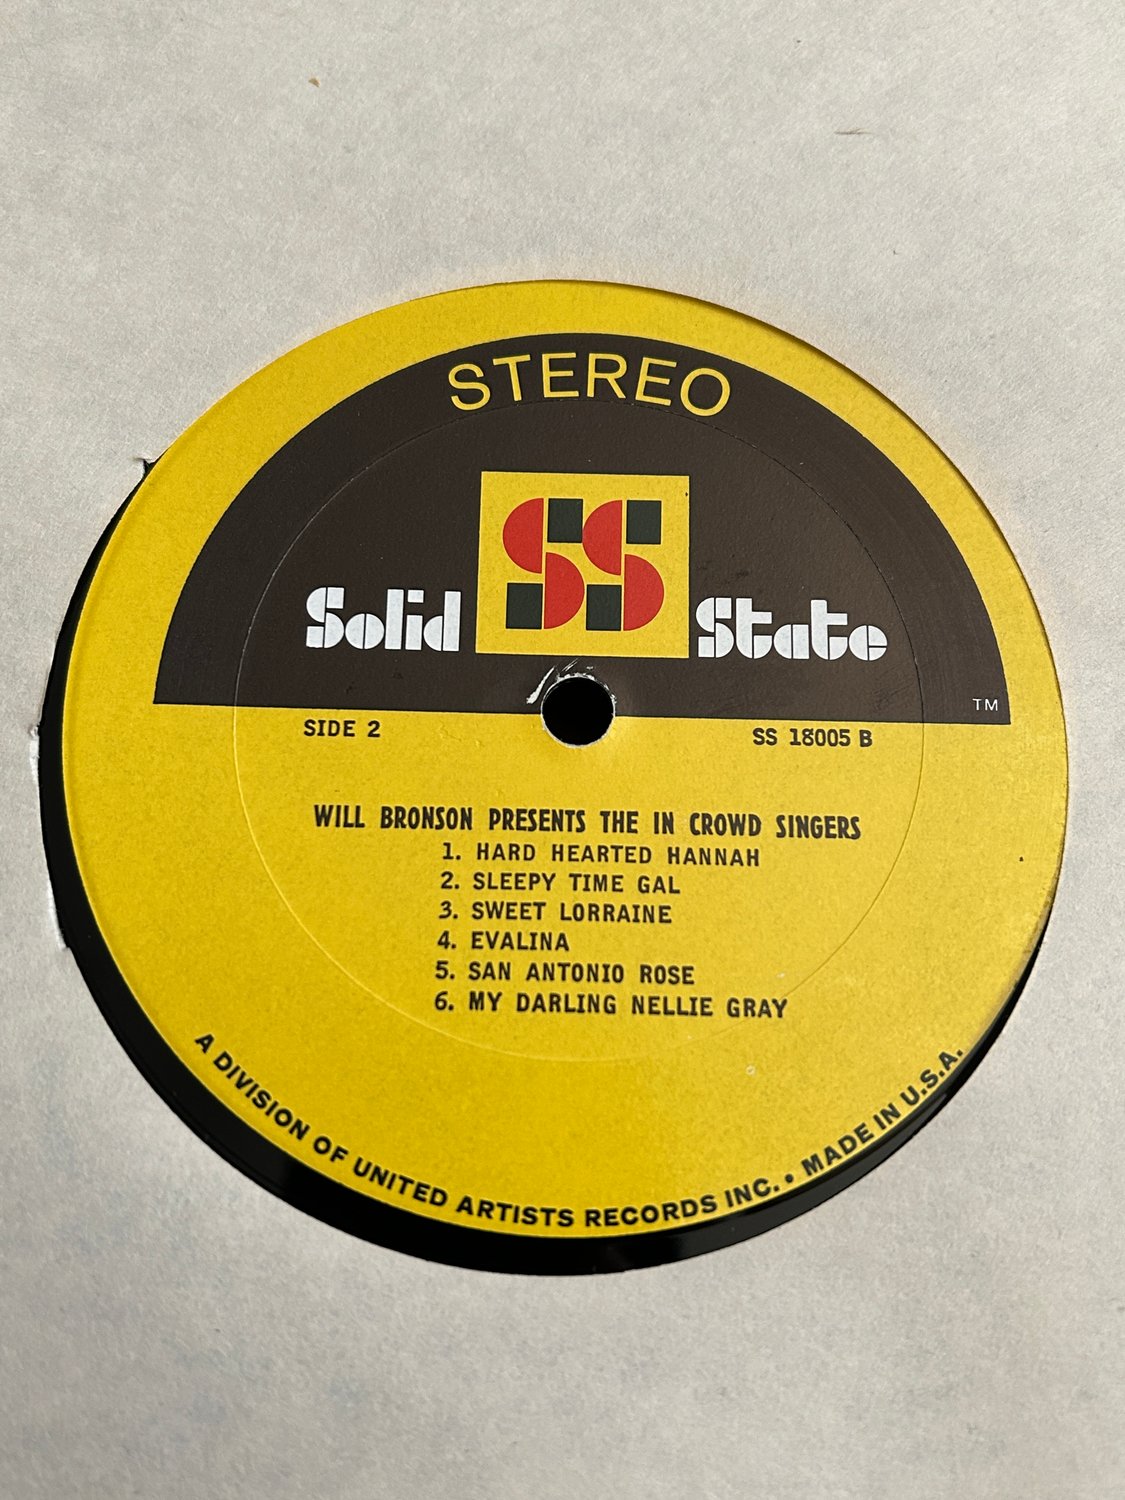 STEREO
Solid SS State
TM
SIDE 2 SS 18005 B
WILL BRONSON PRESENTS THE IN CROWD SINGERS
1. HARD HEARTED HANNAH
2. SLEEPY TIME GAL
3. SWEET LORRAINE
4. EVALINA
5. SAN ANTONIO ROSE
6. MY DARLING NELLIE GRAY
A DIVISION OF UNITED ARTISTS RECORDS INC. • MADE IN U.S.A.